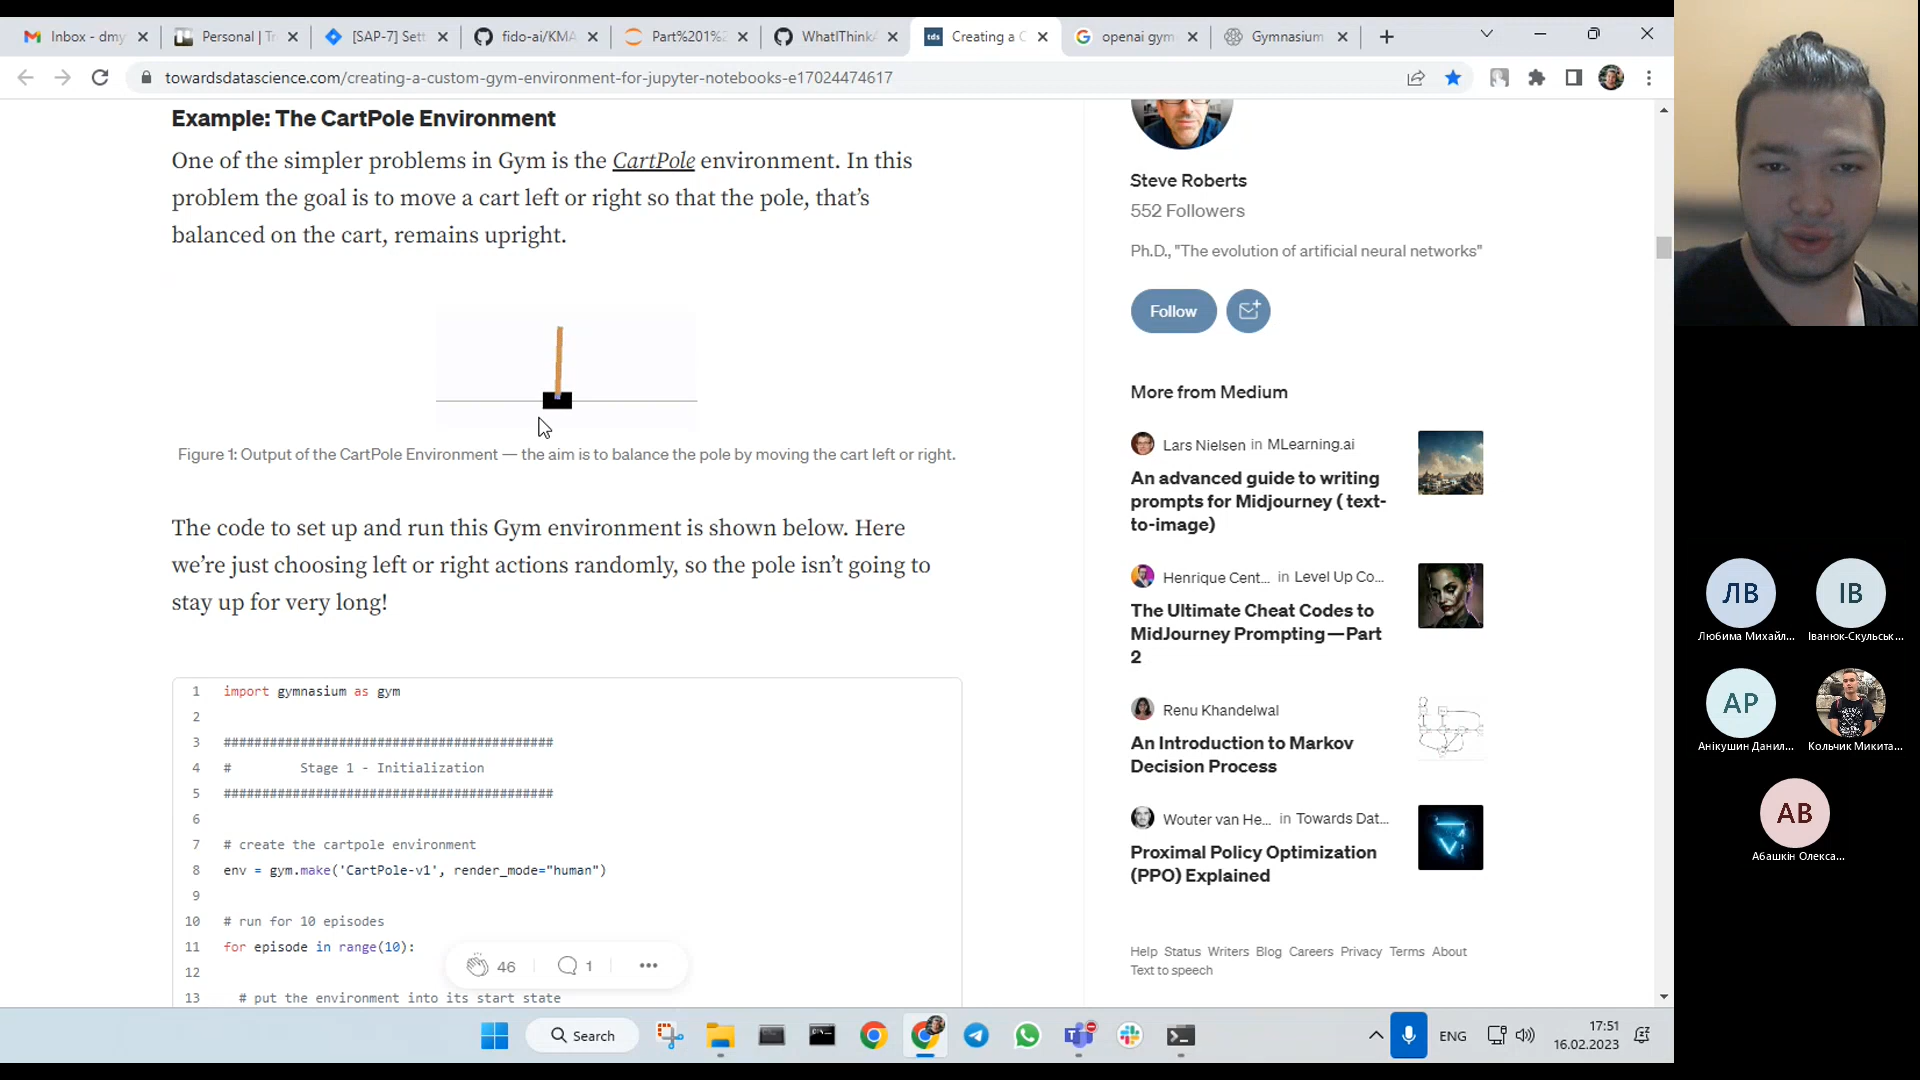 Inbox - dmy
Personal | Tr
[SAP-7] Sett
fido-ai/KMA
Part%201%2
WhatIThink
tds
Creating a C
openai gym
Gymnasium
towardsdatascience.com/creating-a-custom-gym-environment-for-jupyter-notebooks-e17024474617
Example: The CartPole Environment
One of the simpler problems in Gym is the CartPole environment. In this
problem the goal is to move a cart left or right so that the pole, that's
balanced on the cart, remains upright.
Figure 1: Output of the CartPole Environment — the aim is to balance the pole by moving the cart left or right.
The code to set up and run this Gym environment is shown below. Here
we're just choosing left or right actions randomly, so the pole isn't going to
stay up for very long!
1 import gymnasium as gym
2
3 ###########################################
4 # Stage 1 - Initialization
5 ###########################################
6
7 # create the cartpole environment
8 env = gym.make('CartPole-v1', render_mode="human")
9
10 # run for 10 episodes
11 for episode in range(10):
12
13 # put the environment into its start state
46
1
Steve Roberts
552 Followers
Ph.D., "The evolution of artificial neural networks"
Follow
More from Medium
Lars Nielsen in MLearning.ai
An advanced guide to writing
prompts for Midjourney ( text-
to-image)
Henrique Cent... in Level Up Co...
The Ultimate Cheat Codes to
MidJourney Prompting — Part
2
Renu Khandelwal
An Introduction to Markov
Decision Process
Wouter van He... in Towards Dat...
Proximal Policy Optimization
(PPO) Explained
Help Status Writers Blog Careers Privacy Terms About
Text to speech
Search
ENG
17:51
16.02.2023
ЛВ
Любима Михайл...
ІВ
Іванюк-Скульськ...
АР
Анікушин Данил...
Кольчик Микита...
АВ
Абашкін Олекса...